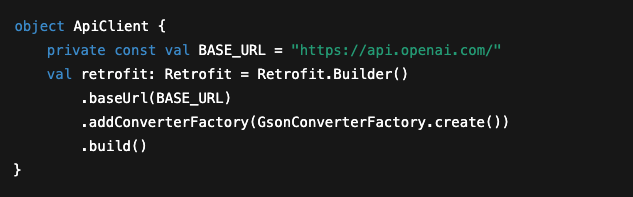 object ApiClient {
    private const val BASE_URL = "https://api.openai.com/"
    val retrofit: Retrofit = Retrofit.Builder()
        .baseUrl(BASE_URL)
        .addConverterFactory(GsonConverterFactory.create())
        .build()
}